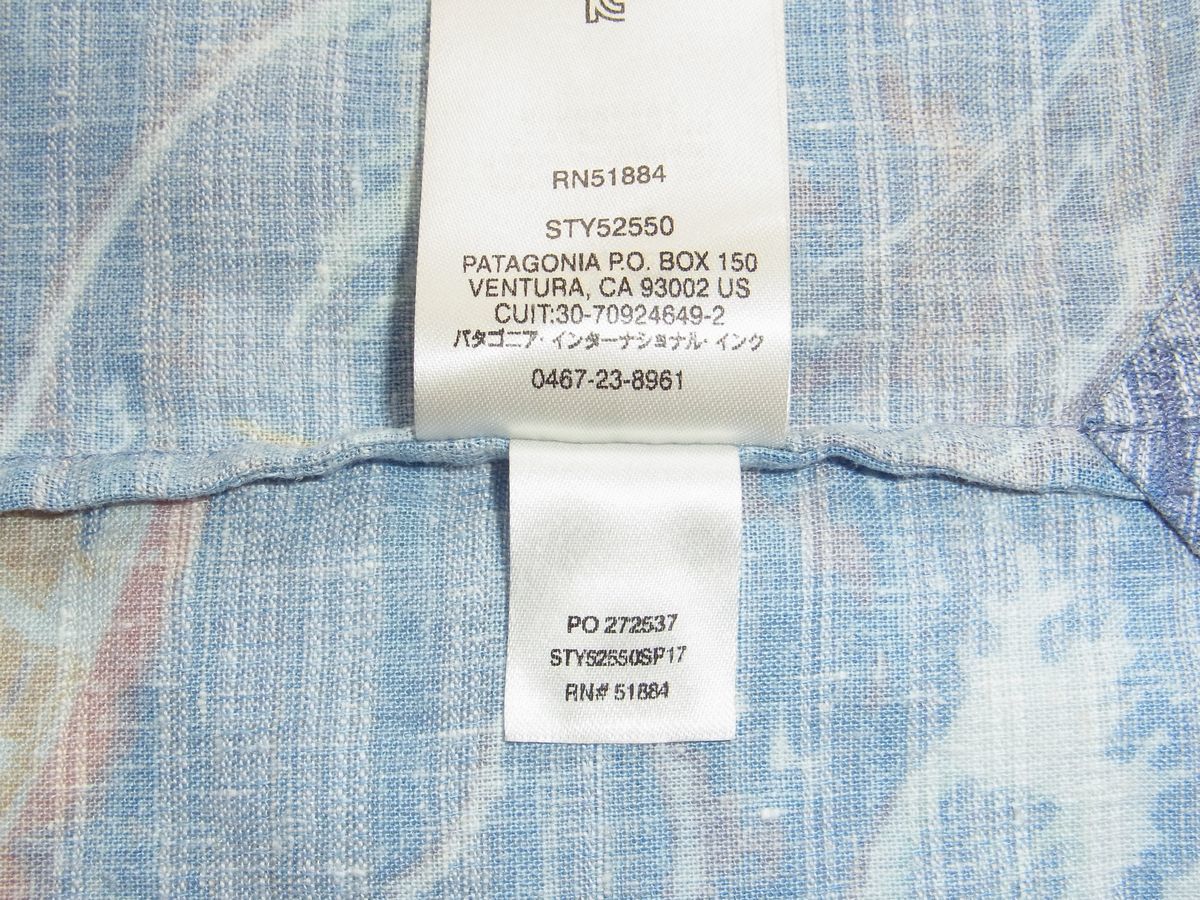 RN51884
STY52550
PATAGONIA P.O. BOX 150
VENTURA, CA 93002 US
CUIT:30-70924649-2
パタゴニア・インターナショナル・インク
0467-23-8961
PO 272537
STY52550SP17
RN# 51884